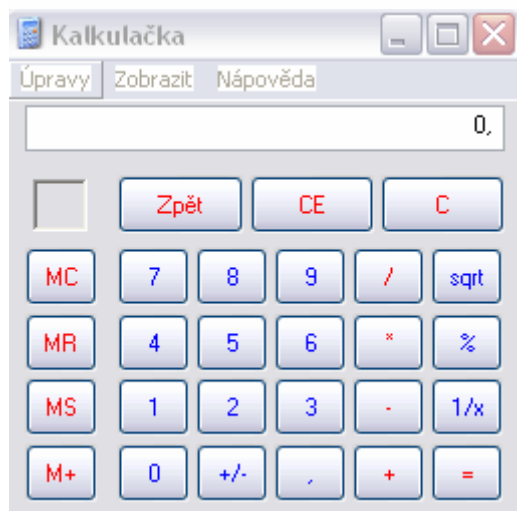 Kalkulačka
Úpravy Zobrazit Nápověda
0,
Zpět CE C
MC 7 8 9 / sqrt
MR 4 5 6 * %
MS 1 2 3 - 1/x
M+ 0 +/- , + =